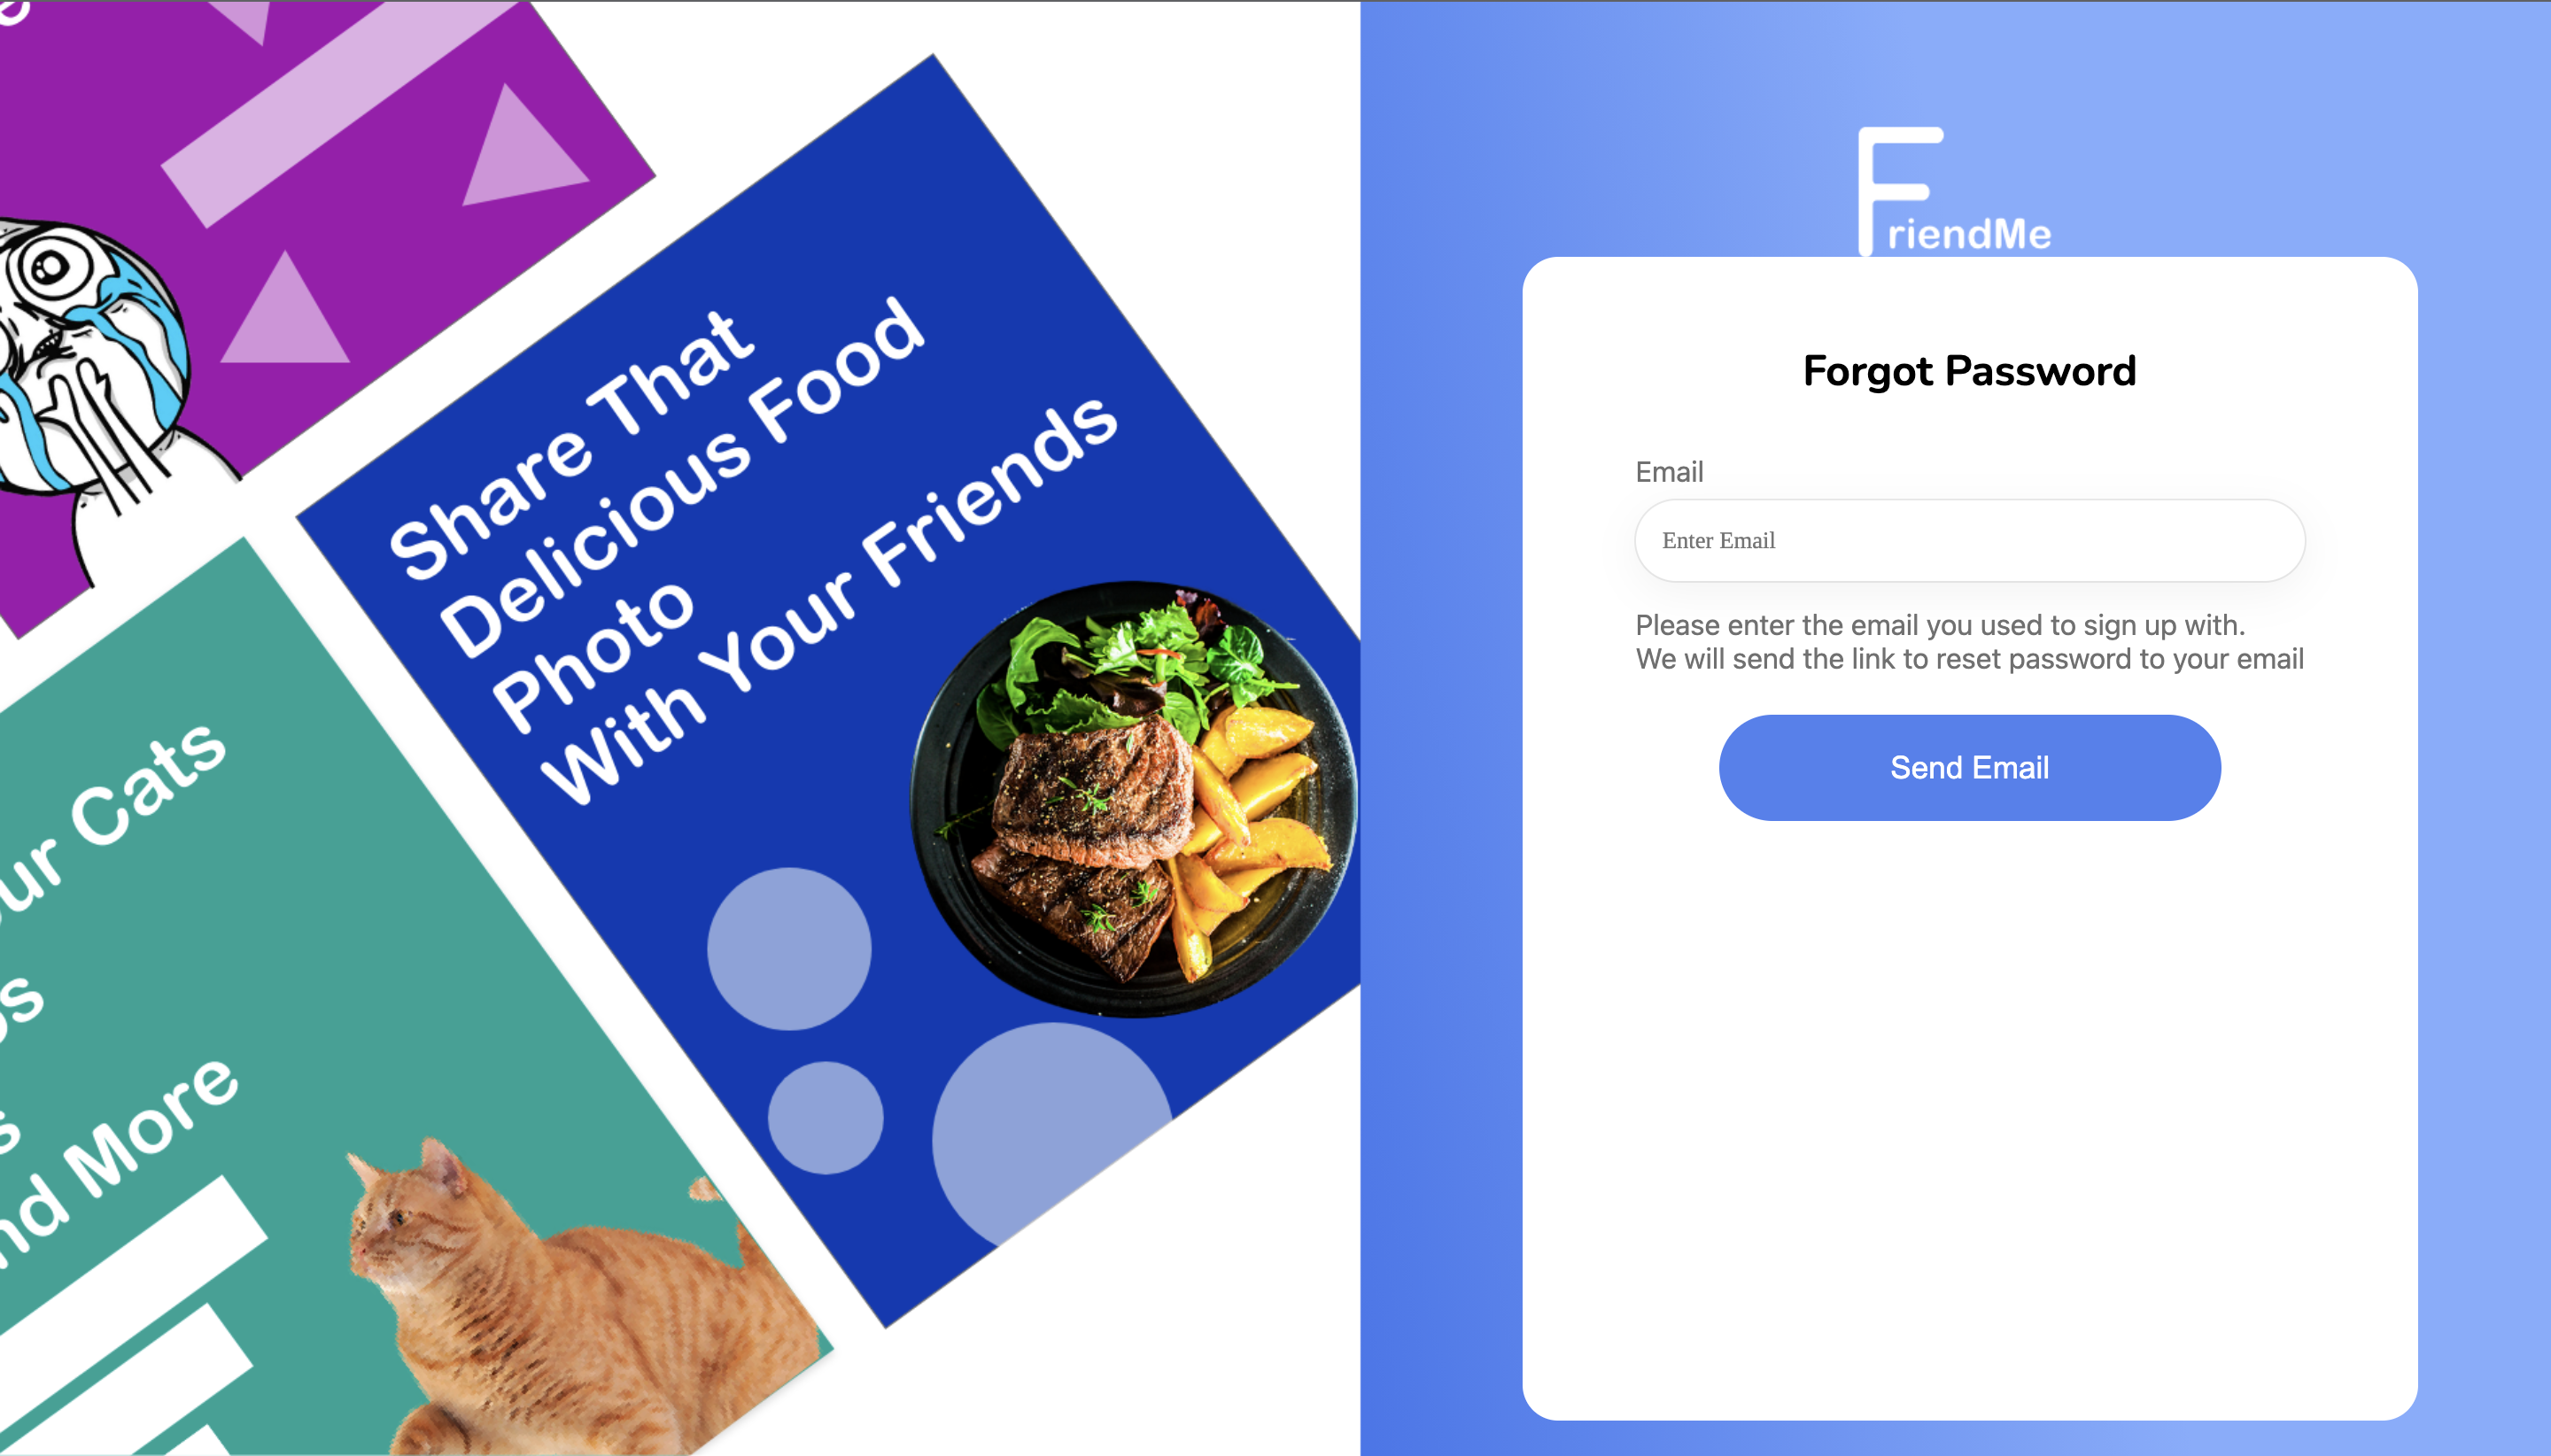 Share That
Delicious Food
Photo
With Your Friends
Cats
nd More
FriendMe
Forgot Password
Email
Enter Email
Please enter the email you used to sign up with.
We will send the link to reset password to your email
Send Email